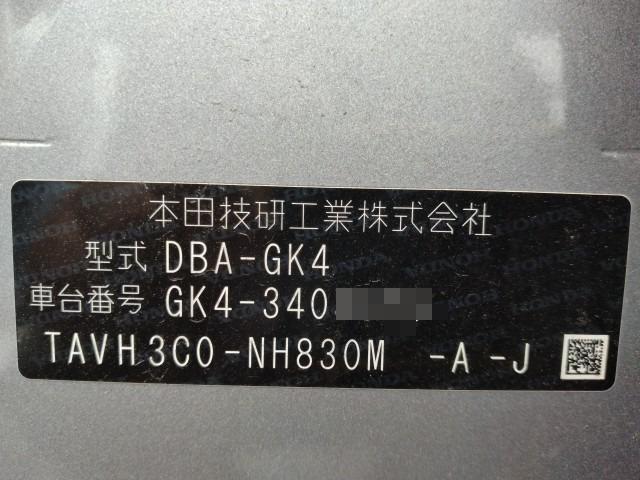 本田技研工業株式会社
型式 DBA-GK4
車台番号 GK4-340
TAVH3C0-NH830M -A-J